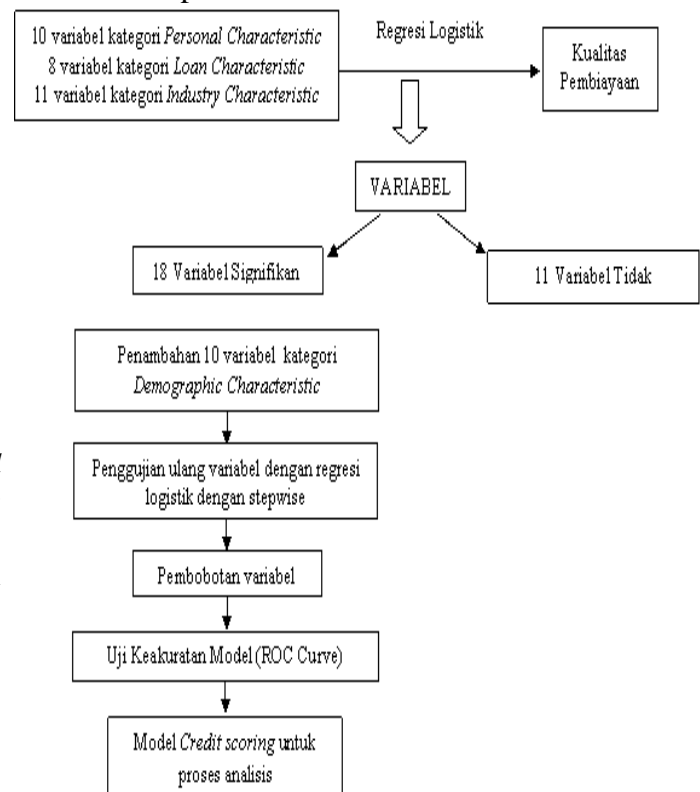 10 variabel kategori Personal Characteristic
8 variabel kategori Loan Characteristic
11 variabel kategori Industry Characteristic
Regresi Logistik
Kualitas
Pembiayaan
VARIABEL
18 Variabel Signifikan
11 Variabel Tidak
Penambahan 10 variabel kategori
Demographic Characteristic
Penggujian ulang variabel dengan regresi
logistik dengan stepwise
Pembobotan variabel
Uji Keakuratan Model (ROC Curve)
Model Credit scoring untuk
proses analisis